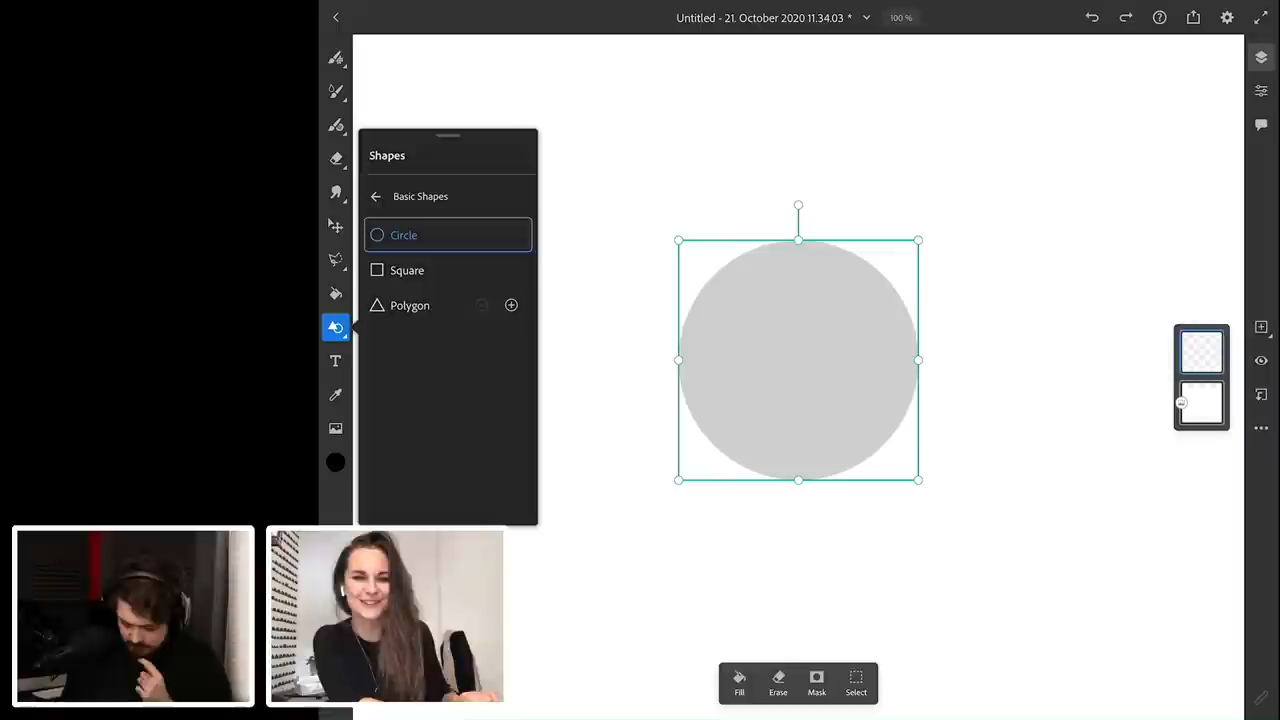 Untitled - 21. October 2020 11.34.03 *
100 %
Shapes
Basic Shapes
Circle
Square
Polygon
T
Fill
Erase
Mask
Select